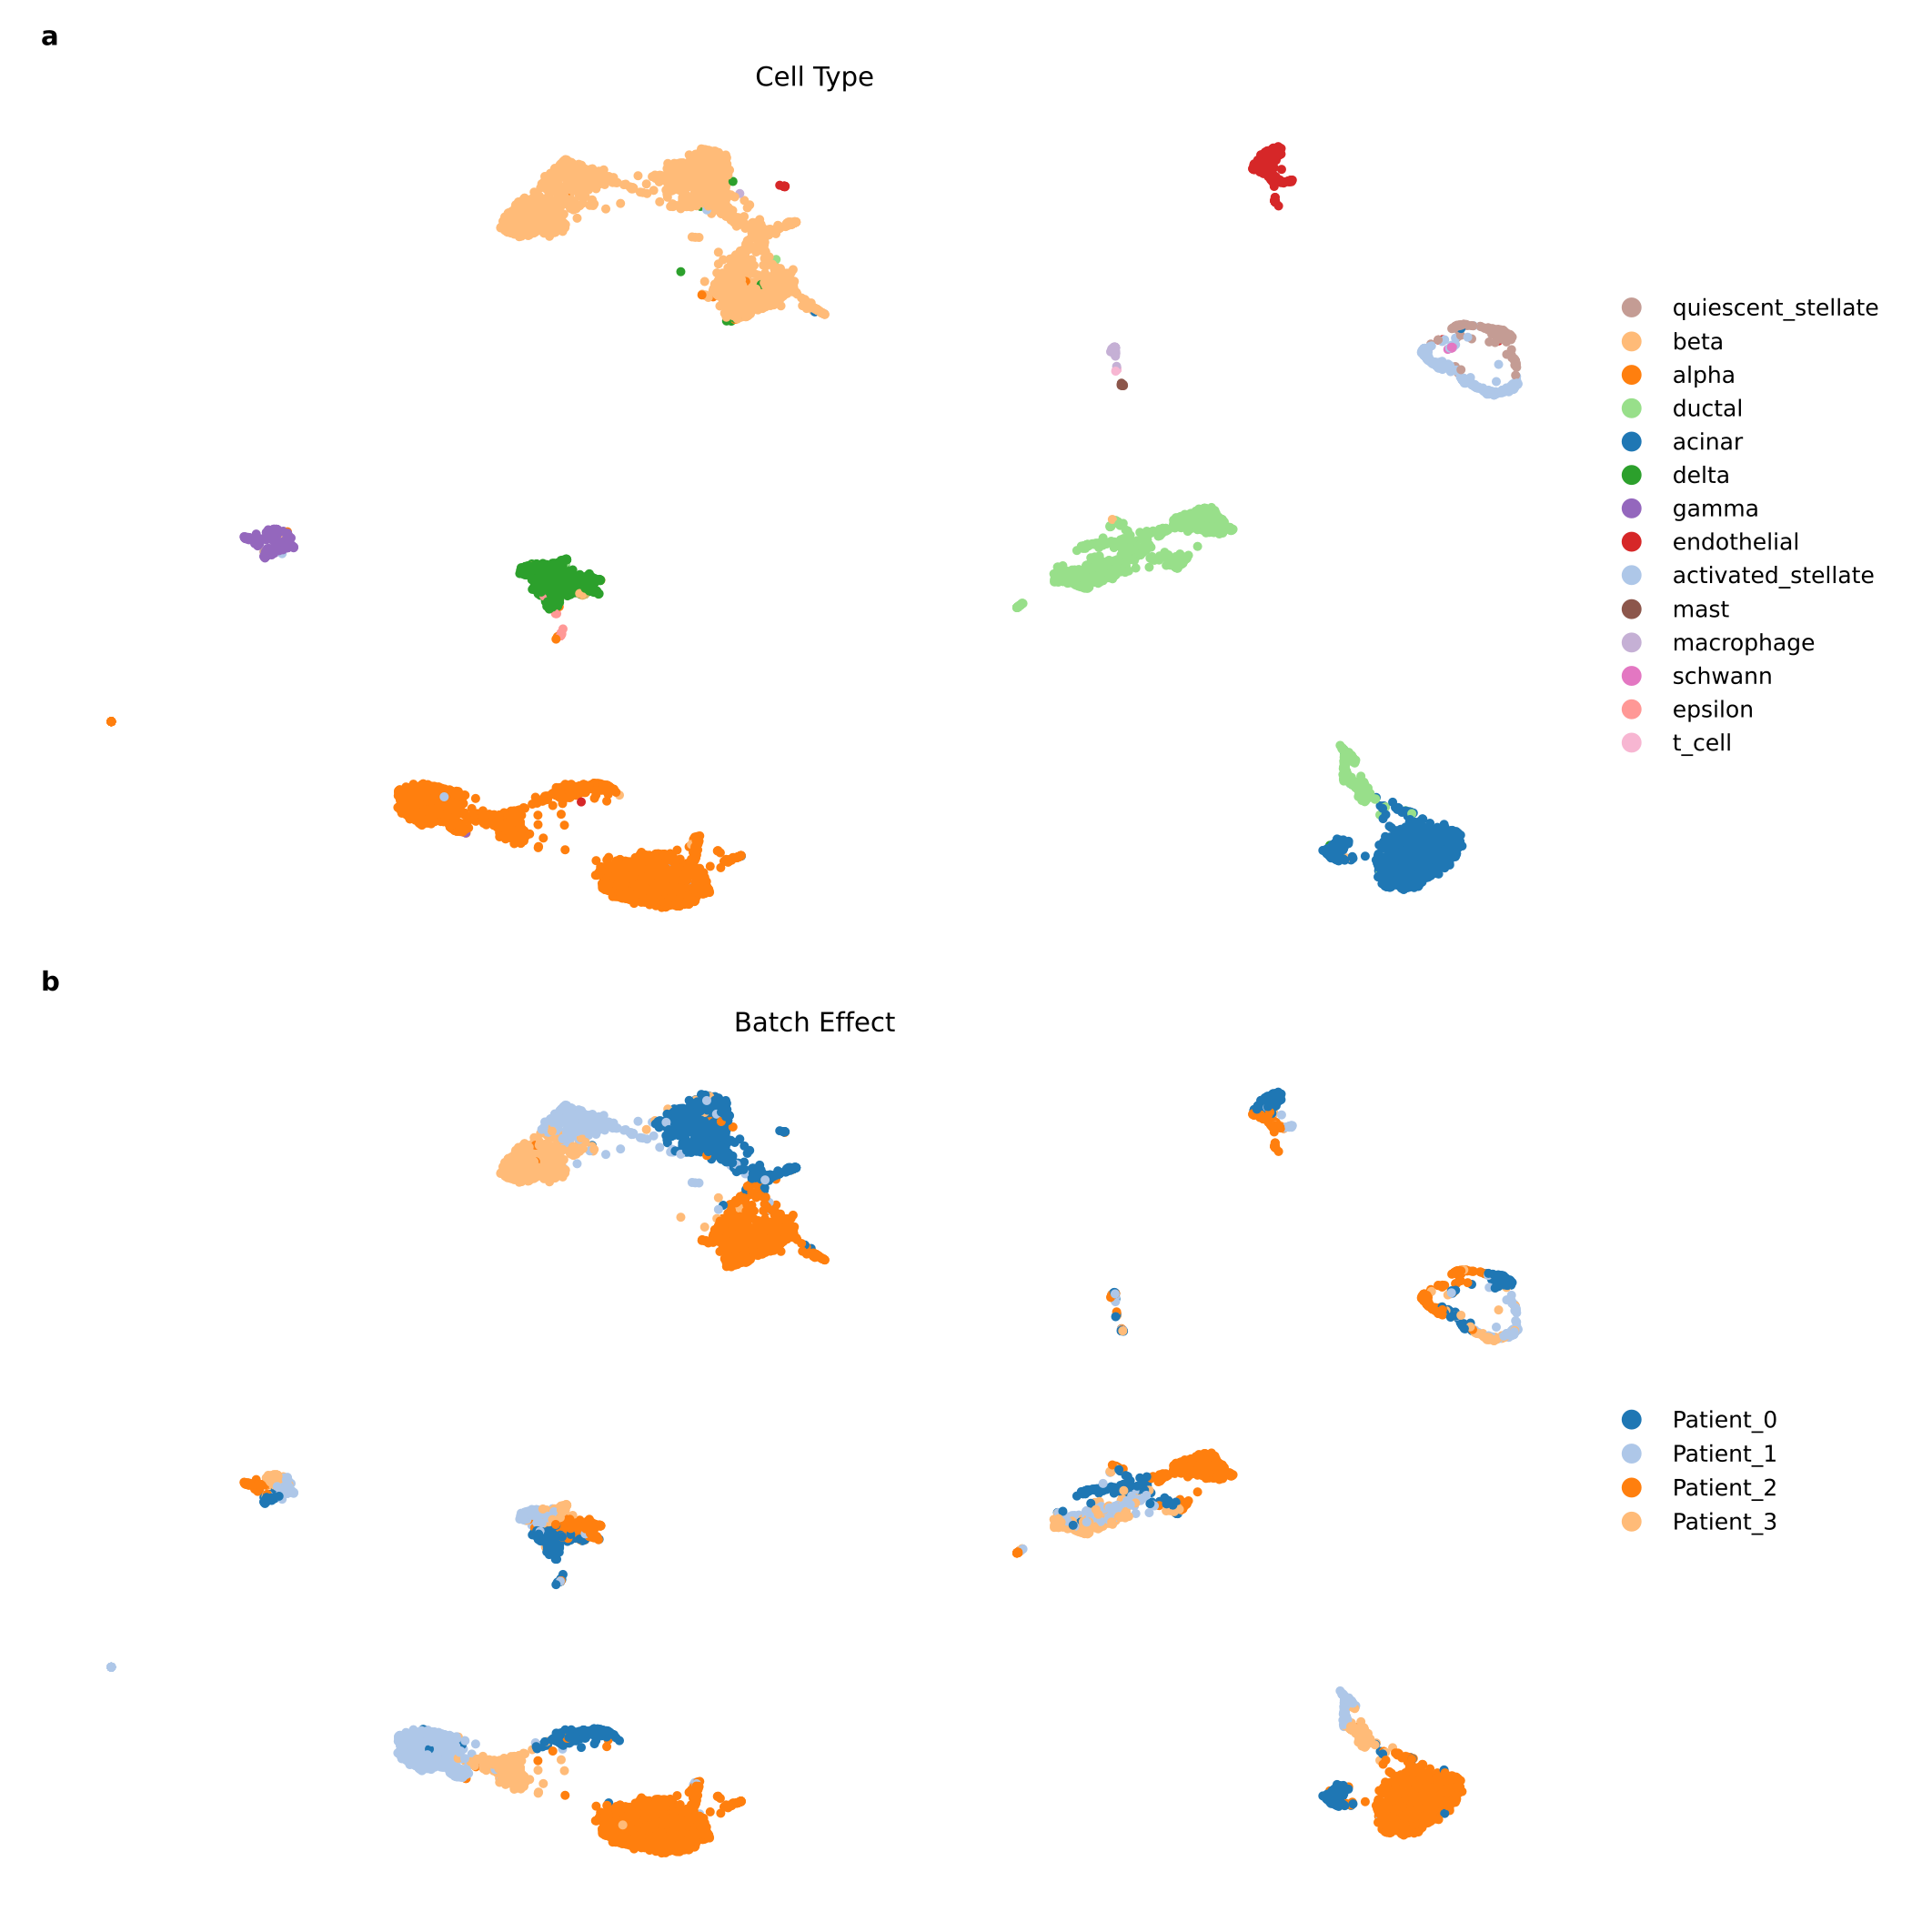 a
Cell Type
quiescent_stellate
beta
alpha
ductal
acinar
delta
gamma
endothelial
activated_stellate
mast
macrophage
schwann
epsilon
t_cell
b
Batch Effect
Patient_0
Patient_1
Patient_2
Patient_3